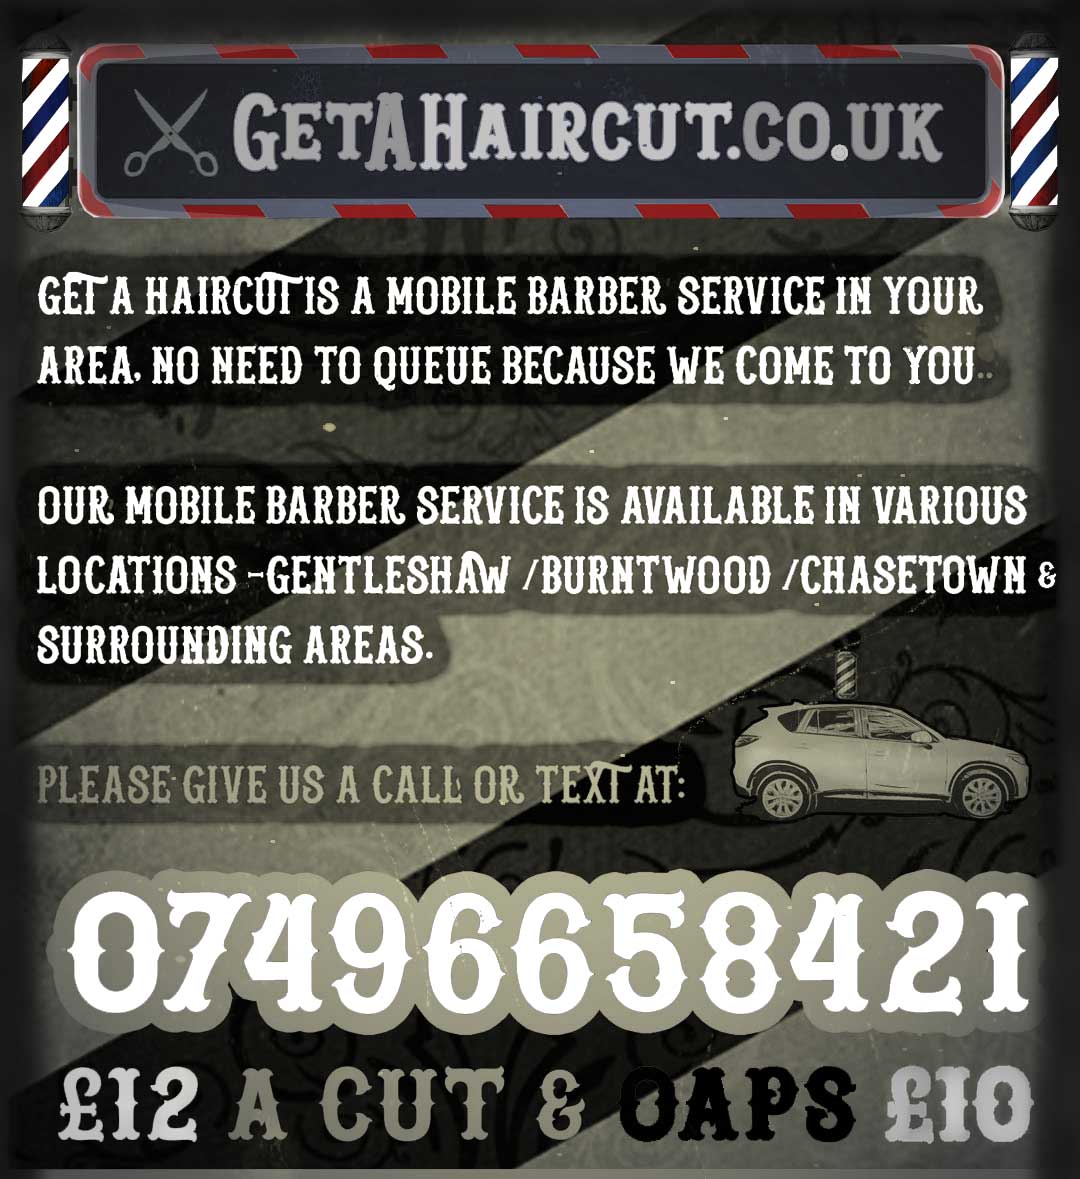 GetAHaircut.co.uk
GET A HAIRCUT IS A MOBILE BARBER SERVICE IN YOUR
AREA, NO NEED TO QUEUE BECAUSE WE COME TO YOU..
OUR MOBILE BARBER SERVICE IS AVAILABLE IN VARIOUS
LOCATIONS -GENTLESHAW /BURNTWOOD /CHASETOWN &
SURROUNDING AREAS.
PLEASE GIVE US A CALL OR TEXT AT:
07496658421
£12 A CUT & OAPS £10